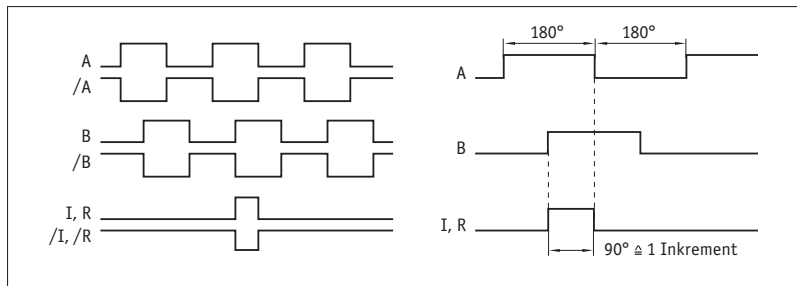 A
/A
B
/B
I, R
/I, /R
180° 180°
A
B
I, R
90° ≙ 1 Inkrement